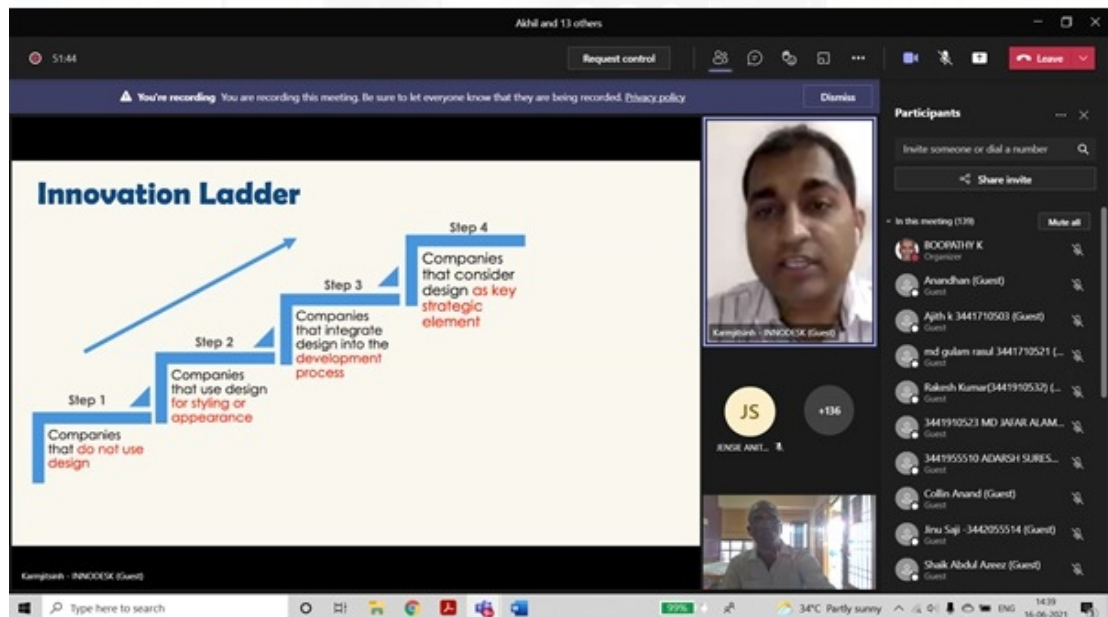 Akhil and 13 others
51:44
Request control
Leave
You're recording You are recording this meeting. Be sure to let everyone know that they are being recorded. Privacy policy
Dismiss
Participants
Invite someone or dial a number
Share invite
In this meeting (139)
Mute all
BOOPATHY K
Organizer
Anandhan (Guest)
Guest
Ajith k 3441710503 (Guest)
Guest
md gulam rasul 3441710521 (...
Guest
Rakesh Kumar(3441910532) (...
Guest
3441910523 MD JAFAR ALAM...
Guest
3441955510 ADARSH SURES...
Guest
Collin Anand (Guest)
Guest
Jinu Saji -3442055514 (Guest)
Guest
Shaik Abdul Azeez (Guest)
Guest
Innovation Ladder
Step 1
Companies
that do not use
design
Step 2
Companies
that use design
for styling or
appearance
Step 3
Companies
that integrate
design into the
development
process
Step 4
Companies
that consider
design as key
strategic
element
Karmjitsinh - INNODESK (Guest)
JS
JENSIE ANIT...
+136
Karmjitsinh - INNODESK (Guest)
Type here to search
99%
34°C Partly sunny
ENG
1439
16-06-2021